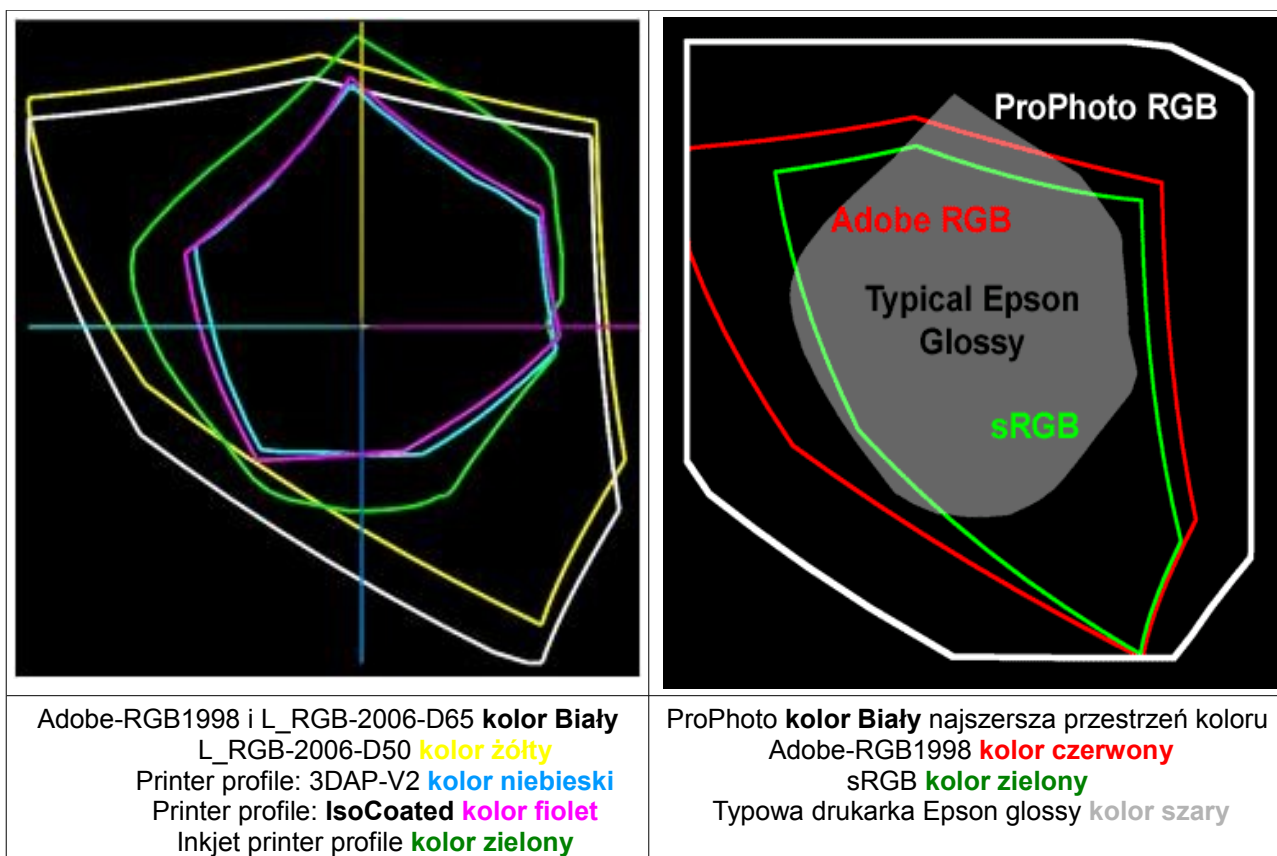 ProPhoto RGB
Adobe RGB
Typical Epson
Glossy
sRGB
Adobe-RGB1998 i L_RGB-2006-D65 kolor Biały
L_RGB-2006-D50 kolor żółty
Printer profile: 3DAP-V2 kolor niebieski
Printer profile: IsoCoated kolor fiolet
Inkjet printer profile kolor zielony
ProPhoto kolor Biały najszersza przestrzeń koloru
Adobe-RGB1998 kolor czerwony
sRGB kolor zielony
Typowa drukarka Epson glossy kolor szary